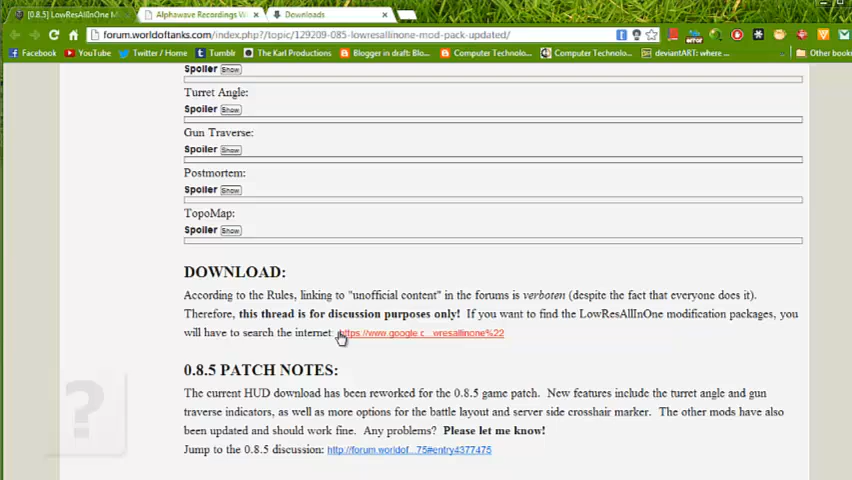 [0.8.5] LowResAllInOne M
Alphawave Recordings W
Downloads
forum.worldoftanks.com/index.php?/topic/129209-085-lowresallinone-mod-pack-updated/
Facebook YouTube Twitter / Home Tumblr The Karl Productions Blogger in draft: Blo... Computer Technolo... Computer Technolo... deviantART: where ... Other book
Spoiler Show
Turret Angle:
Spoiler Show
Gun Traverse:
Spoiler Show
Postmortem:
Spoiler Show
TopoMap:
Spoiler Show
DOWNLOAD:
According to the Rules, linking to "unofficial content" in the forums is verboten (despite the fact that everyone does it).
Therefore, this thread is for discussion purposes only! If you want to find the LowResAllInOne modification packages, you
will have to search the internet: https://www.google.c...wresallinone%22
0.8.5 PATCH NOTES:
The current HUD download has been reworked for the 0.8.5 game patch. New features include the turret angle and gun
traverse indicators, as well as more options for the battle layout and server side crosshair marker. The other mods have also
been updated and should work fine. Any problems? Please let me know!
Jump to the 0.8.5 discussion: http://forum.worldof...75#entry4377475
?